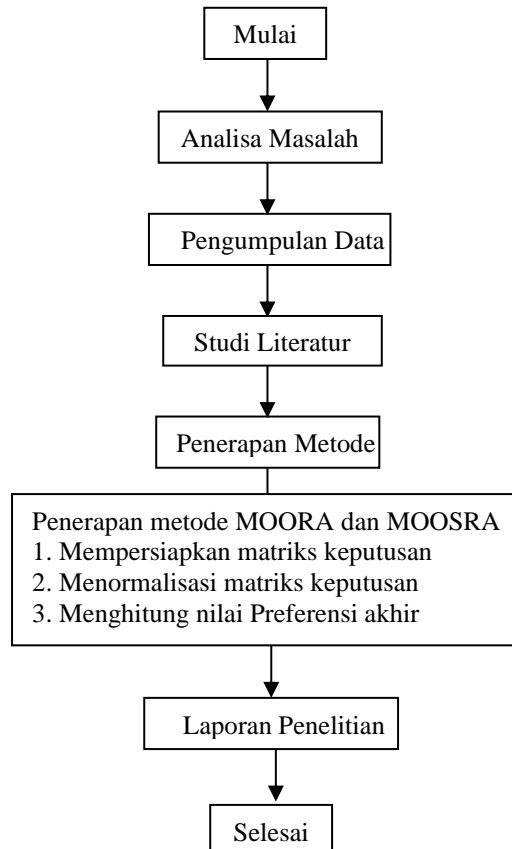 Mulai
Analisa Masalah
Pengumpulan Data
Studi Literatur
Penerapan Metode
Penerapan metode MOORA dan MOOSRA
1. Mempersiapkan matriks keputusan
2. Menormalisasi matriks keputusan
3. Menghitung nilai Preferensi akhir
Laporan Penelitian
Selesai